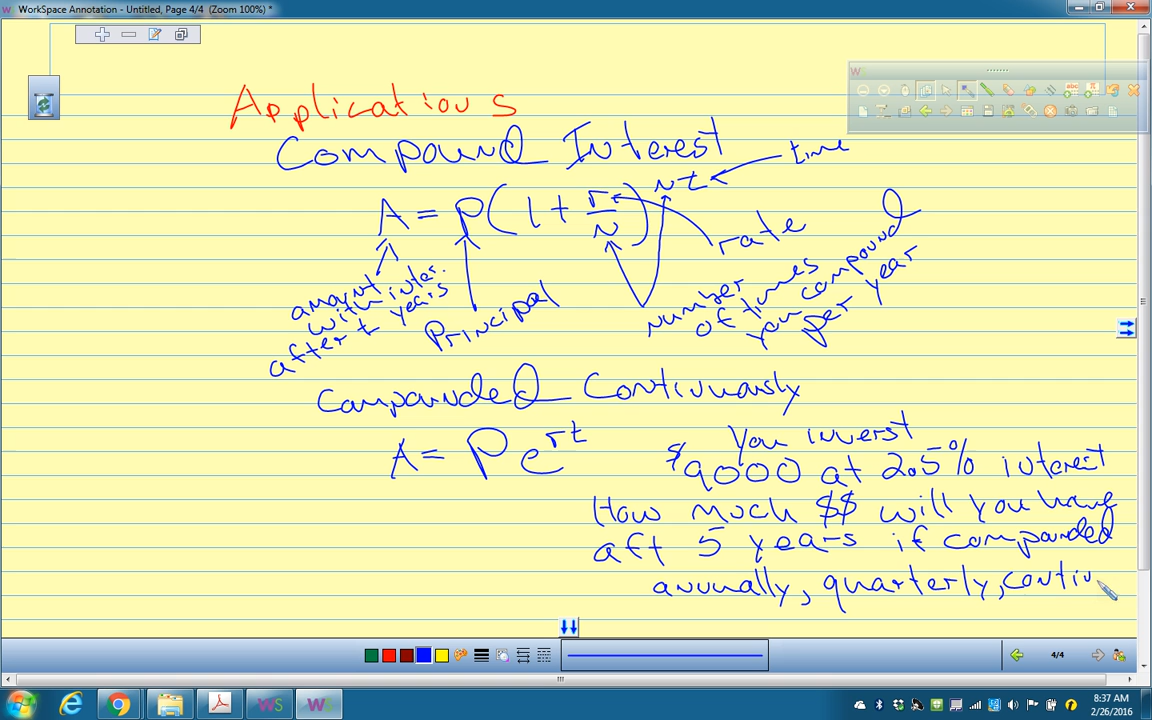 WorkSpace Annotation - Untitled, Page 4/4 (Zoom 100%) *
Applications
Compound Interest
time
A = P(1 + r/N)^Nt
rate
amount
with inter.
after t years
Principal
number
of times
you compound
per year
Compounded Continuously
A = Pe^rt
You invest
$9000 at 2.5% interest
How much $$ will you have
aft 5 years if compounded
annually, quarterly, contin
4/4
8:37 AM
2/26/2016